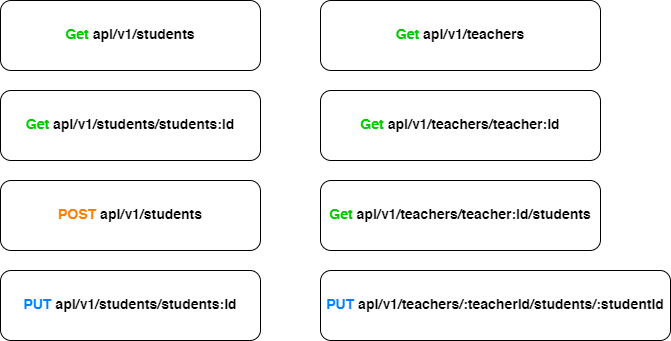 Get api/v1/students
Get api/v1/teachers
Get api/v1/students/students:Id
Get api/v1/teachers/teacher:Id
POST api/v1/students
Get api/v1/teachers/teacher:Id/students
PUT api/v1/students/students:Id
PUT api/v1/teachers/:teacherId/students/:studentId